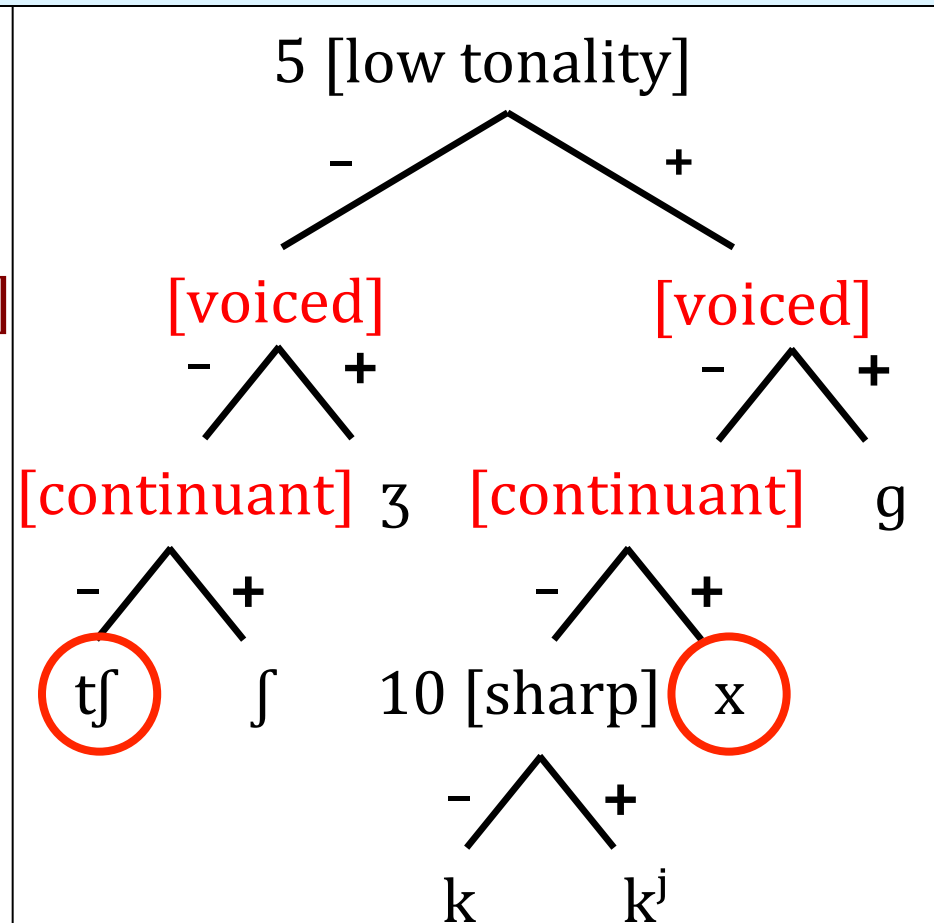 5 [low tonality]
– +
] [voiced] [voiced]
– + – +
[continuant] ʒ [continuant] g
– + – +
tʃ ʃ 10 [sharp] x
– +
k kʲ